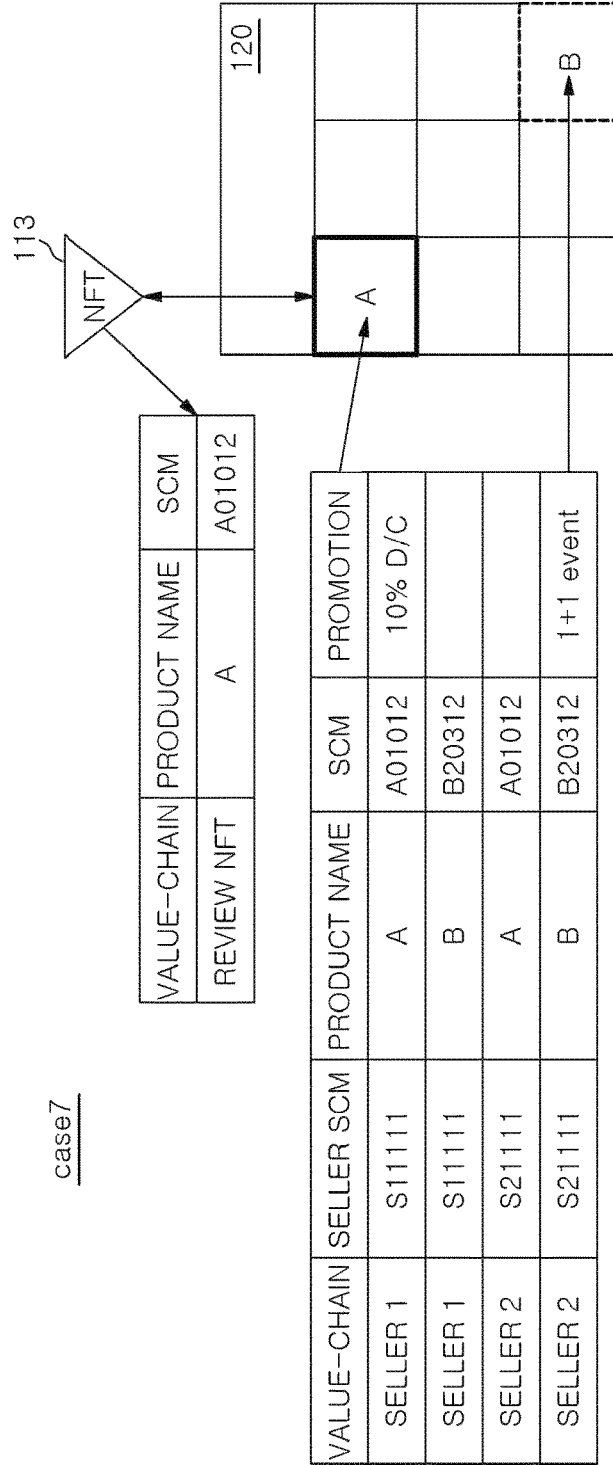 case7
113
NFT
VALUE-CHAIN PRODUCT NAME SCM
REVIEW NFT A A01012
120
VALUE-CHAIN SELLER SCM PRODUCT NAME SCM PROMOTION
SELLER 1 S11111 A A01012 10% D/C
SELLER 1 S11111 B B20312
SELLER 2 S21111 A A01012
SELLER 2 S21111 B B20312 1+1 event
A
B